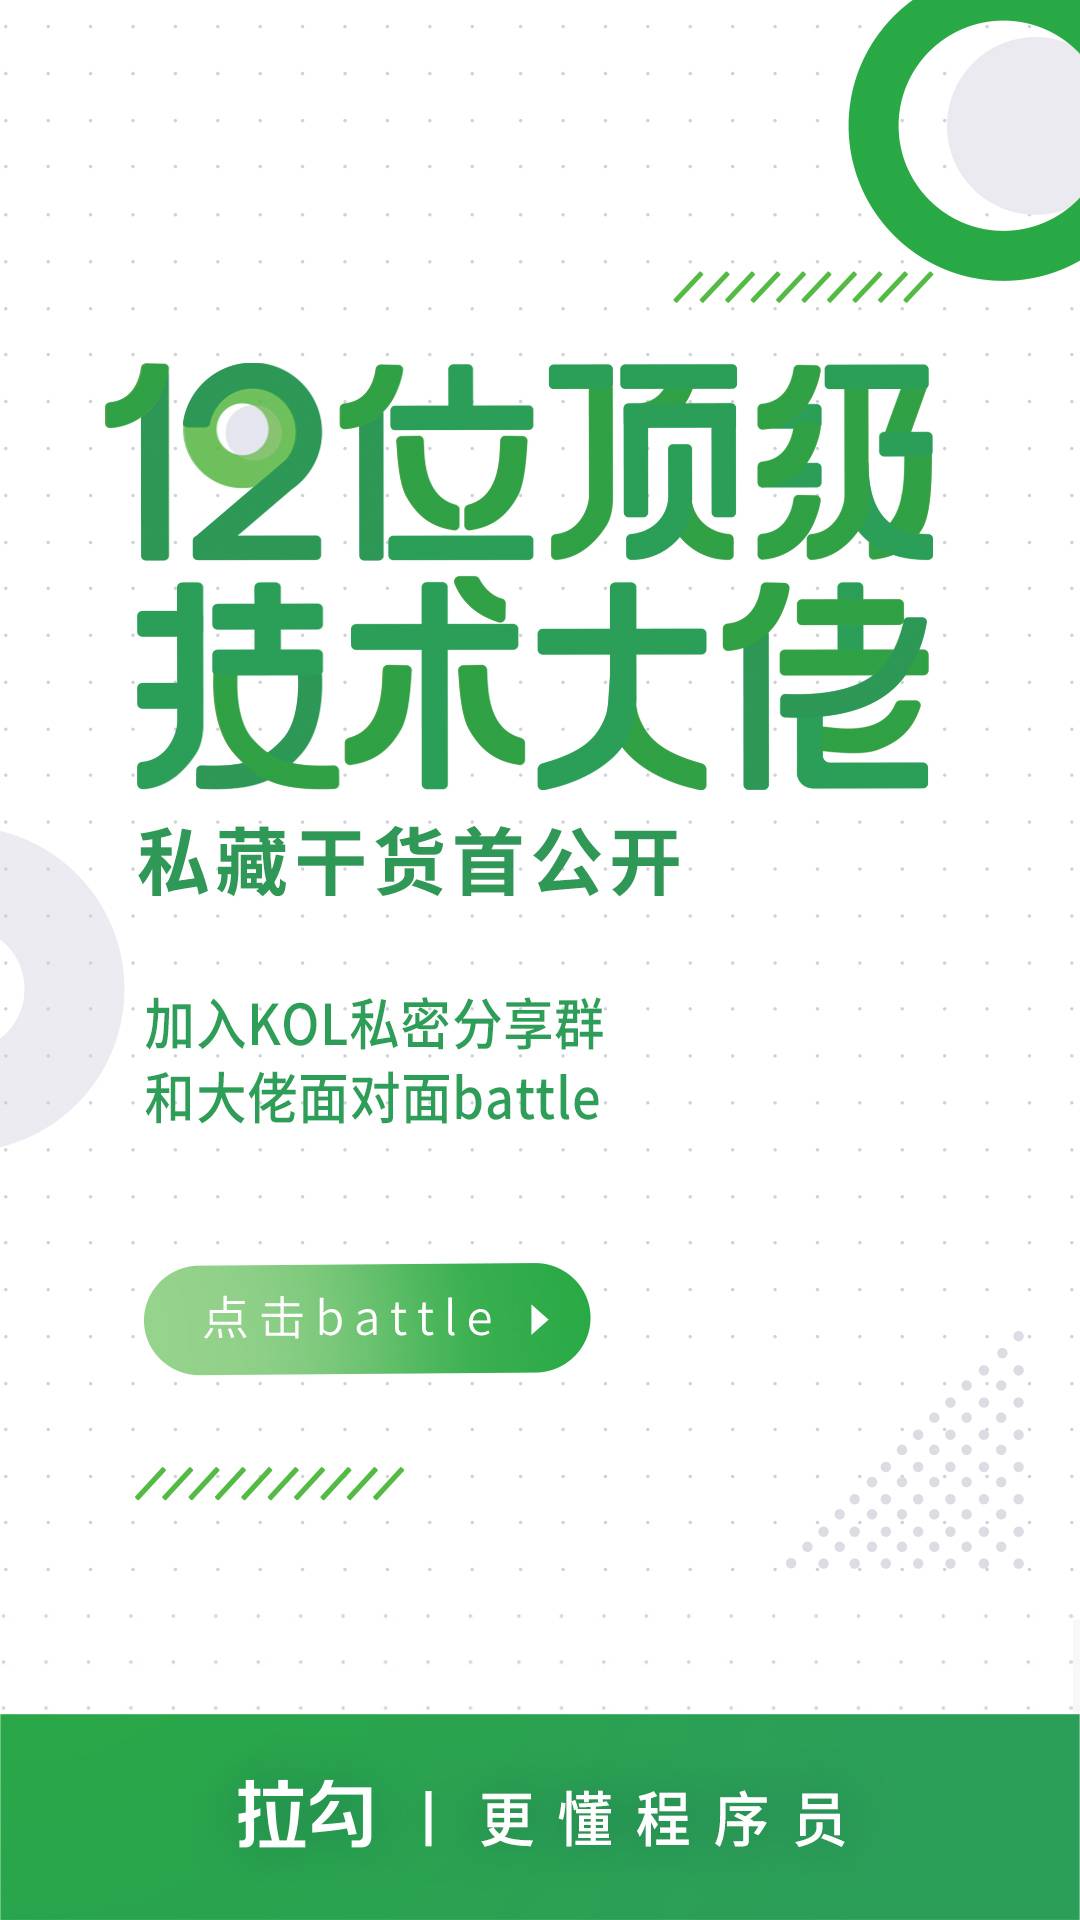 12位顶级
技术大佬
私藏干货首公开
加入KOL私密分享群
和大佬面对面battle
点击battle
拉勾 | 更懂程序员